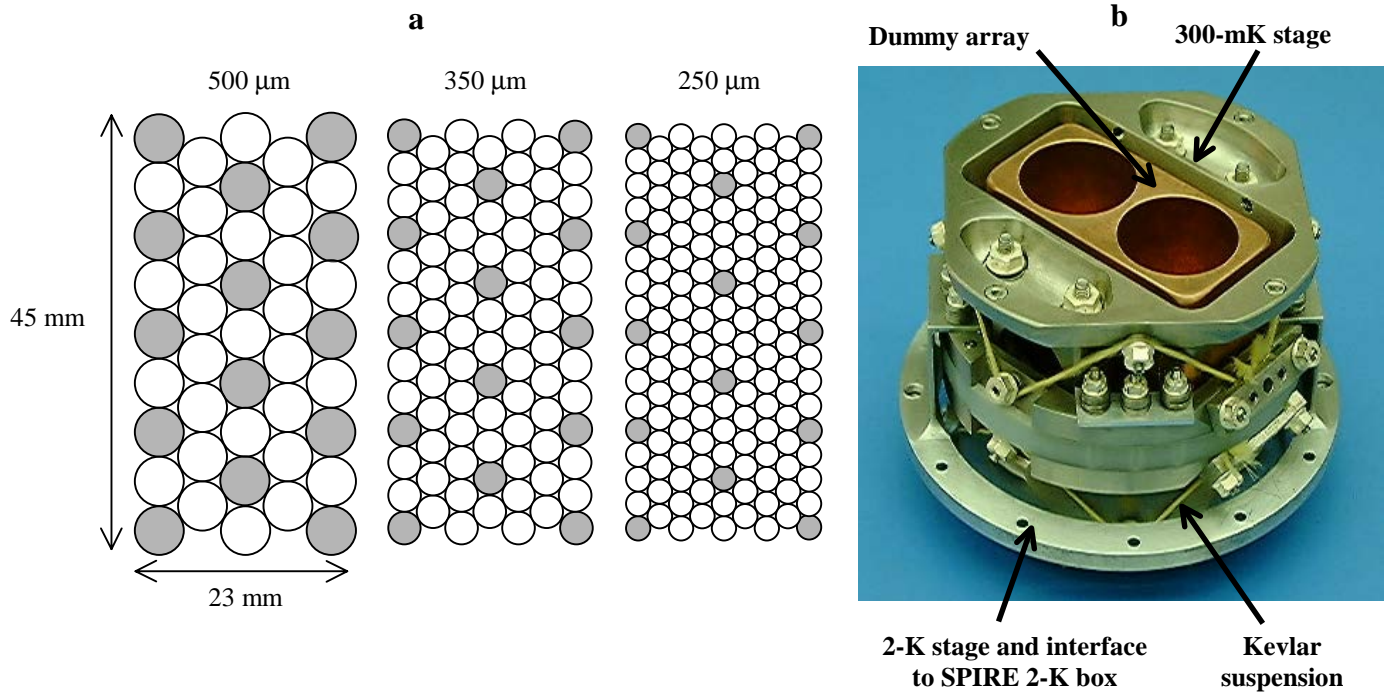 a
500 μm
350 μm
250 μm
45 mm
23 mm
b
Dummy array
300-mK stage
2-K stage and interface
to SPIRE 2-K box
Kevlar
suspension